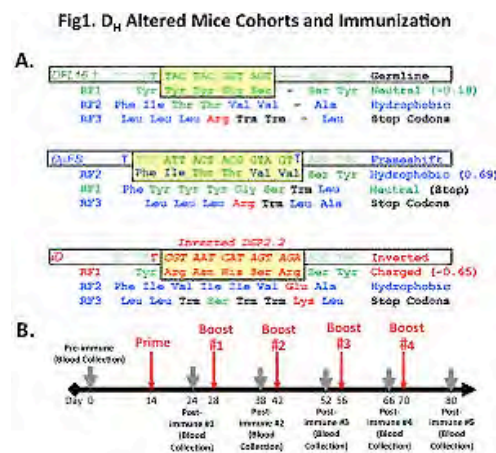 Fig1. DH Altered Mice Cohorts and Immunization
A.
DFL16.1 T TAC TAC Germline
RF1 Tyr Tyr Tyr Ser - Ser Tyr Neutral (-0.10)
RF2 Phe Ile Thr Thr Val Val - Ala Hydrophobic
RF3 Leu Leu Leu Arg Trm Trm - Leu Stop Codons
T ATT ACT ACG GTA GT Frameshift
RF2 Phe Ile Thr Thr Val Val Ser Tyr Hydrophobic (0.69)
RF1 Phe Tyr Tyr Tyr Gly Ser Trm Leu Neutral (Stop)
RF3 Leu Leu Leu Arg Trm Leu Ala Stop Codons
Inverted DSP2.2
iD T CGT AAT CAT AGT AGA Inverted
RF1 Tyr Arg Asn His Ser Arg Ser Tyr Charged (-0.65)
RF2 Phe Ile Val Ile Ile Val Glu Ala Hydrophobic
RF3 Leu Leu Trm Ser Trm Trm Lys Leu Stop Codons
B.
Pre-immune
(Blood Collection)
Prime
Boost #1
Boost #2
Boost #3
Boost #4
Day 0 14 24 28 38 42 52 56 66 70 80
Post-immune #1 (Blood Collection)
Post-immune #2 (Blood Collection)
Post-immune #3 (Blood Collection)
Post-immune #4 (Blood Collection)
Post-immune #5 (Blood Collection)